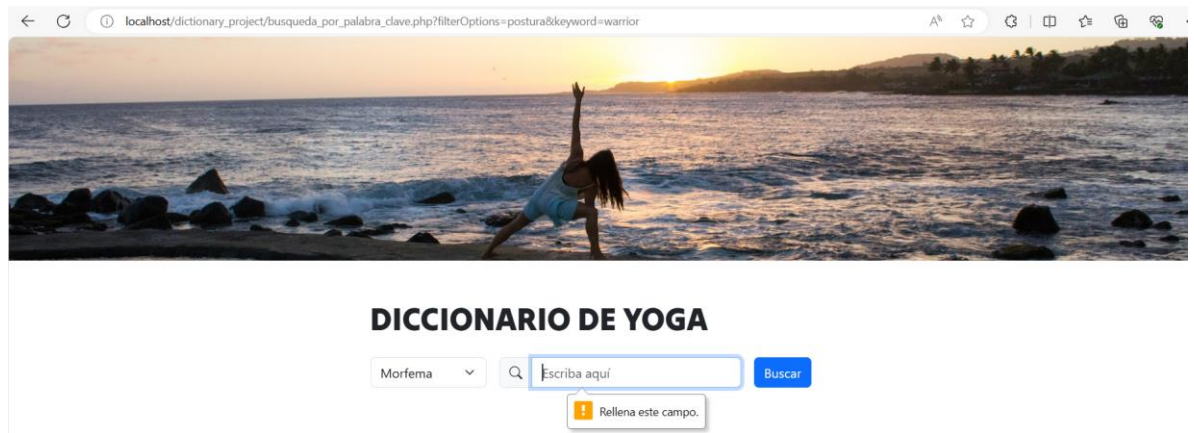 localhost/dictionary_project/busqueda_por_palabra_clave.php?filterOptions=postura&keyword=warrior
DICCIONARIO DE YOGA
Morfema Escriba aquí Buscar
Rellena este campo.